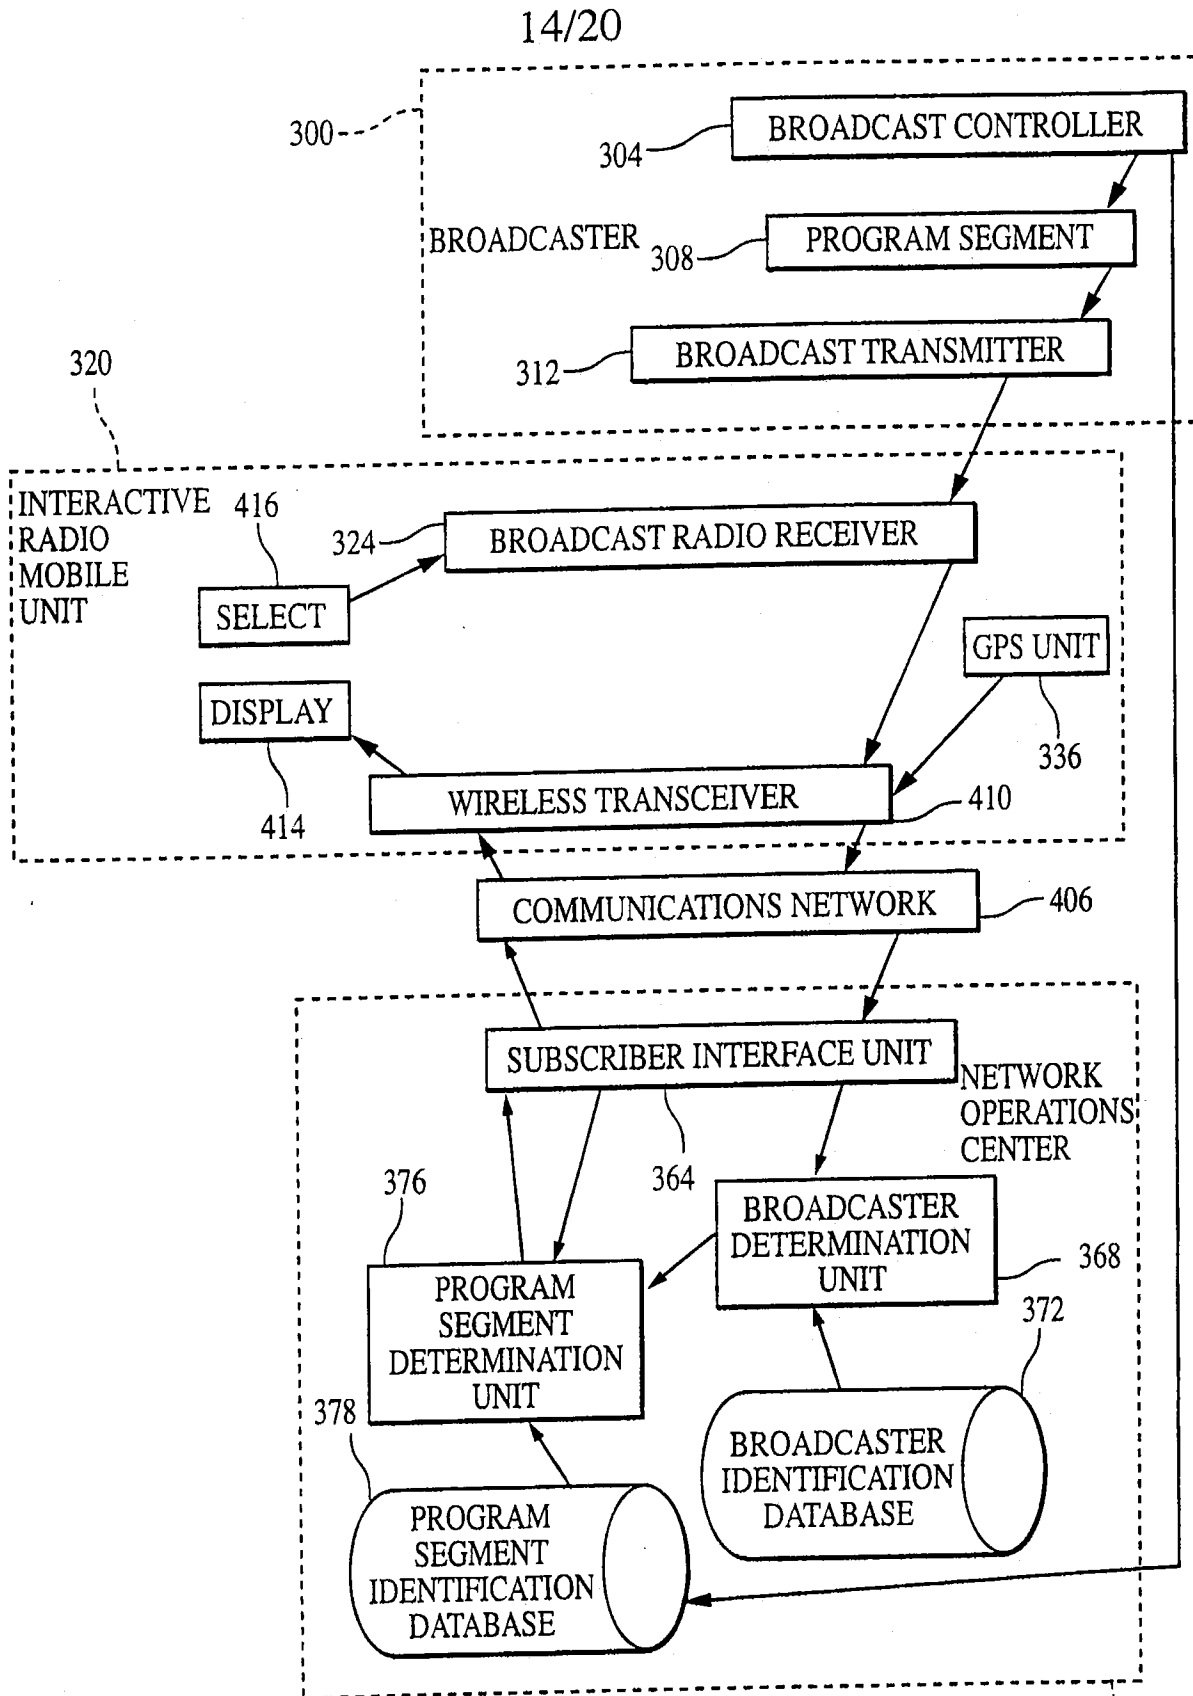 14/20
300
304
BROADCAST CONTROLLER
BROADCASTER
308
PROGRAM SEGMENT
312
BROADCAST TRANSMITTER
320
INTERACTIVE
RADIO
MOBILE
UNIT
416
324
BROADCAST RADIO RECEIVER
SELECT
GPS UNIT
DISPLAY
336
414
WIRELESS TRANSCEIVER
410
COMMUNICATIONS NETWORK
406
SUBSCRIBER INTERFACE UNIT
NETWORK
OPERATIONS
CENTER
364
376
BROADCASTER
DETERMINATION
UNIT
368
PROGRAM
SEGMENT
DETERMINATION
UNIT
372
378
BROADCASTER
IDENTIFICATION
DATABASE
PROGRAM
SEGMENT
IDENTIFICATION
DATABASE